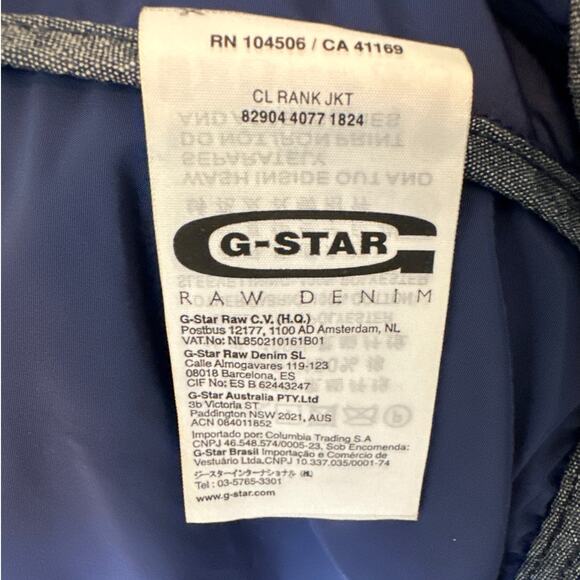 RN 104506 / CA 41169
CL RANK JKT
82904 4077 1824
G-STAR
RAW DENIM
G-Star Raw C.V. (H.Q.)
Postbus 12177, 1100 AD Amsterdam, NL
VAT.No: NL850210161B01
G-Star Raw Denim SL
Calle Almogavares 119-123
08018 Barcelona, ES
CIF No: ES B 62443247
G-Star Australia PTY.Ltd
3b Victoria ST
Paddington NSW 2021, AUS
ACN 084011852
Importado por: Columbia Trading S.A
CNPJ 46.548.574/0005-23, Sob Encomenda:
G-Star Brasil Importação e Comércio de
Vestuário Ltda.CNPJ 10.337.035/0001-74
ジースターインターナショナル (株)
Tel : 03-5765-3301
www.g-star.com